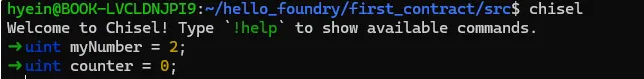 hyein@BOOK-LVCLDNJPI9:~/hello_foundry/first_contract/src$ chisel
Welcome to Chisel! Type `!help` to show available commands.
➜ uint myNumber = 2;
➜ uint counter = 0;